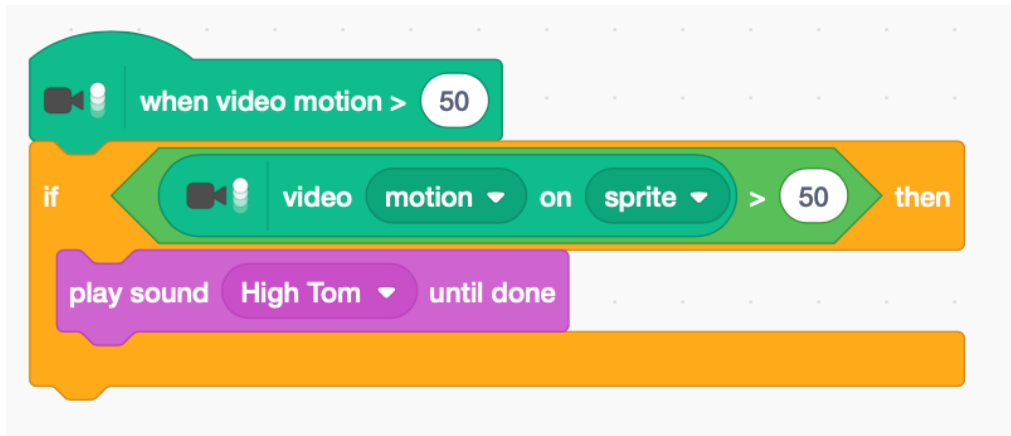 when video motion > 50
if video motion on sprite > 50 then
play sound High Tom until done